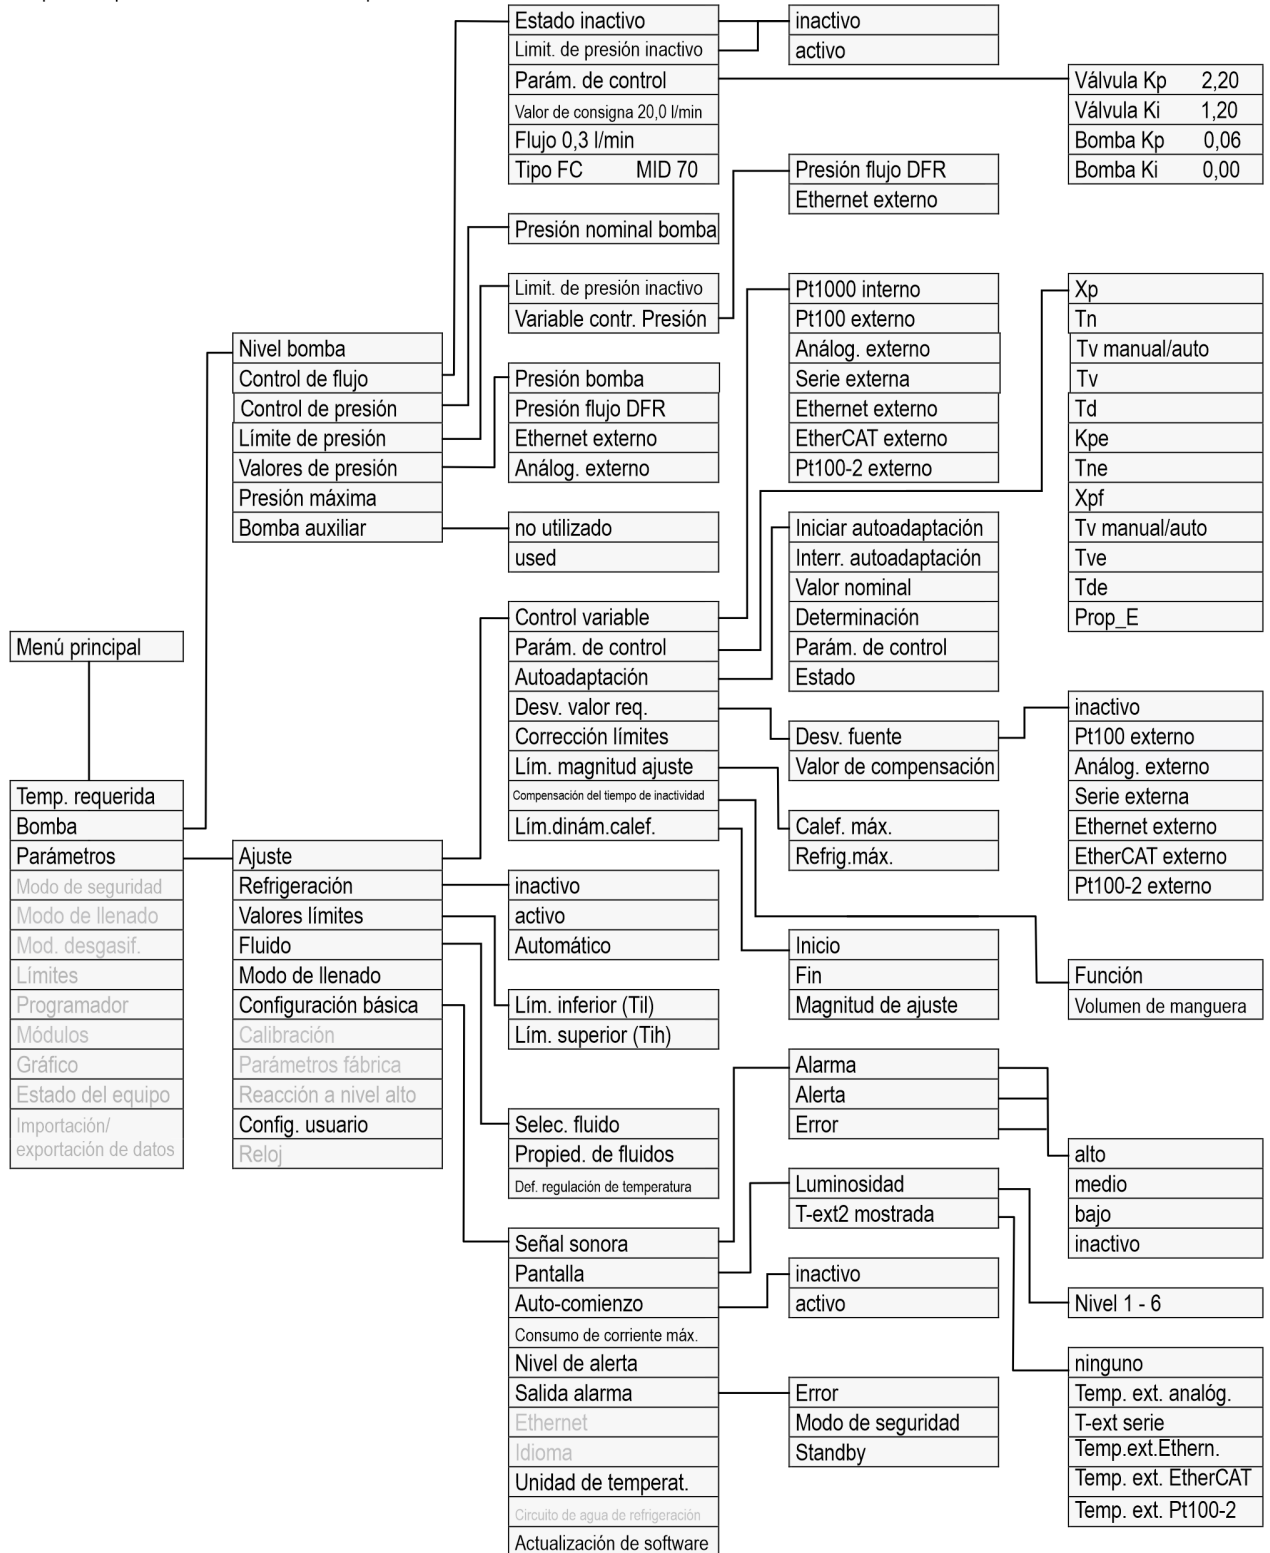 Menú principal
Temp. requerida
Bomba
Parámetros
Modo de seguridad
Modo de llenado
Mod. desgasif.
Límites
Programador
Módulos
Gráfico
Estado del equipo
Importación/
exportación de datos
Nivel bomba
Control de flujo
Control de presión
Límite de presión
Valores de presión
Presión máxima
Bomba auxiliar
Ajuste
Refrigeración
Valores límites
Fluido
Modo de llenado
Configuración básica
Calibración
Parámetros fábrica
Reacción a nivel alto
Config. usuario
Reloj
Estado inactivo
Limit. de presión inactivo
Parám. de control
Valor de consigna 20,0 l/min
Flujo 0,3 l/min
Tipo FC MID 70
Presión nominal bomba
Limit. de presión inactivo
Variable contr. Presión
Presión bomba
Presión flujo DFR
Ethernet externo
Análog. externo
no utilizado
used
Control variable
Parám. de control
Autoadaptación
Desv. valor req.
Corrección límites
Lím. magnitud ajuste
Compensación del tiempo de inactividad
Lím.dinám.calef.
inactivo
activo
Automático
Lím. inferior (Til)
Lím. superior (Tih)
Selec. fluido
Propied. de fluidos
Def. regulación de temperatura
Señal sonora
Pantalla
Auto-comienzo
Consumo de corriente máx.
Nivel de alerta
Salida alarma
Ethernet
Idioma
Unidad de temperat.
Circuito de agua de refrigeración
Actualización de software
inactivo
activo
Presión flujo DFR
Ethernet externo
Pt1000 interno
Pt100 externo
Análog. externo
Serie externa
Ethernet externo
EtherCAT externo
Pt100-2 externo
Iniciar autoadaptación
Interr. autoadaptación
Valor nominal
Determinación
Parám. de control
Estado
Desv. fuente
Valor de compensación
Calef. máx.
Refrig.máx.
Inicio
Fin
Magnitud de ajuste
Alarma
Alerta
Error
Luminosidad
T-ext2 mostrada
inactivo
activo
Error
Modo de seguridad
Standby
Válvula Kp 2,20
Válvula Ki 1,20
Bomba Kp 0,06
Bomba Ki 0,00
Xp
Tn
Tv manual/auto
Tv
Td
Kpe
Tne
Xpf
Tv manual/auto
Tve
Tde
Prop_E
inactivo
Pt100 externo
Análog. externo
Serie externa
Ethernet externo
EtherCAT externo
Pt100-2 externo
Función
Volumen de manguera
alto
medio
bajo
inactivo
Nivel 1 - 6
ninguno
Temp. ext. analóg.
T-ext serie
Temp.ext.Ethern.
Temp. ext. EtherCAT
Temp. ext. Pt100-2